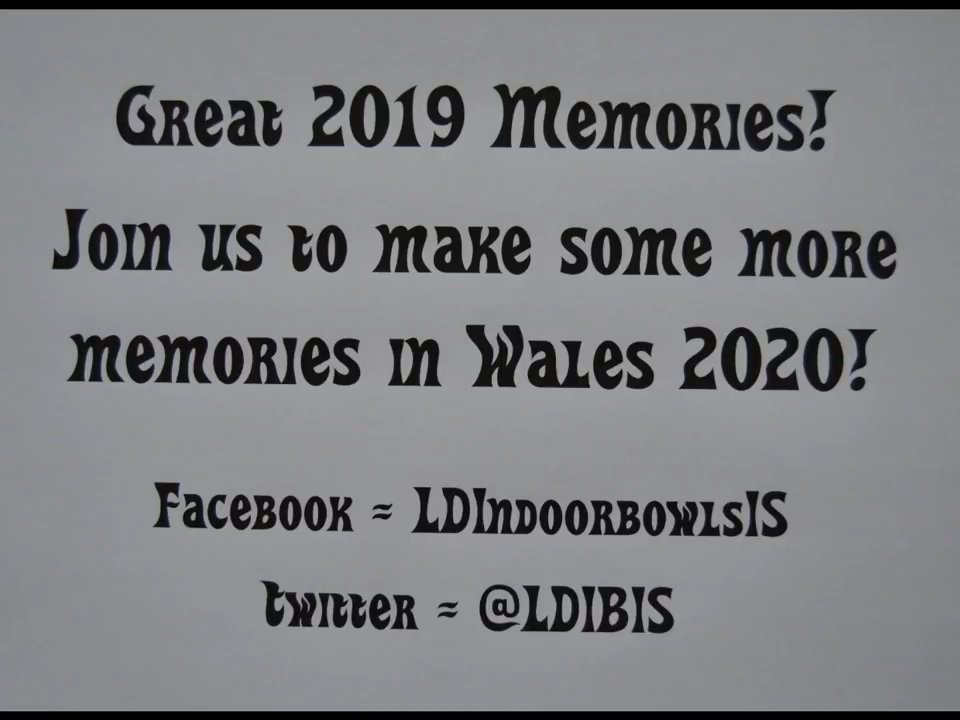 Great 2019 Memories!
Join us to make some more
memories in Wales 2020!
Facebook = LDIndoorbowlsIS
Twitter = @LDIBIS